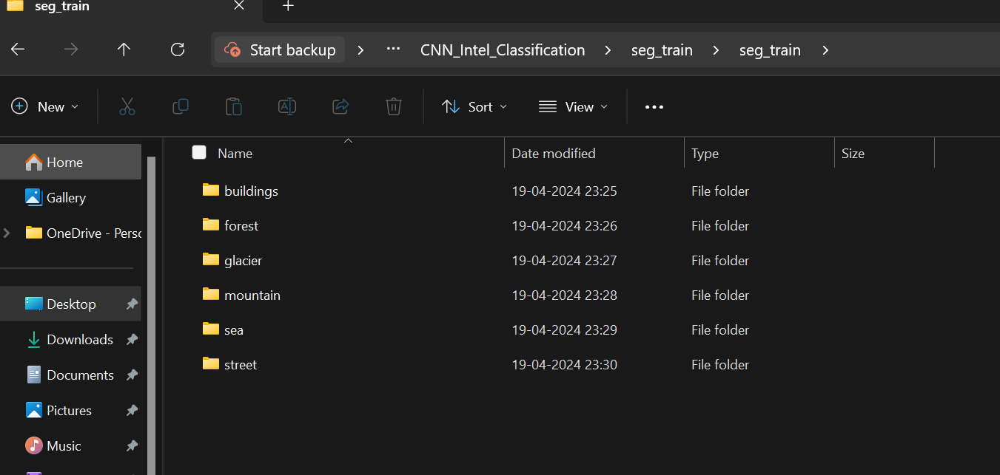 seg_train
Start backup ··· CNN_Intel_Classification seg_train seg_train
New Sort View
Name Date modified Type Size
Home
Gallery
OneDrive - Perso
Desktop
Downloads
Documents
Pictures
Music
buildings 19-04-2024 23:25 File folder
forest 19-04-2024 23:26 File folder
glacier 19-04-2024 23:27 File folder
mountain 19-04-2024 23:28 File folder
sea 19-04-2024 23:29 File folder
street 19-04-2024 23:30 File folder